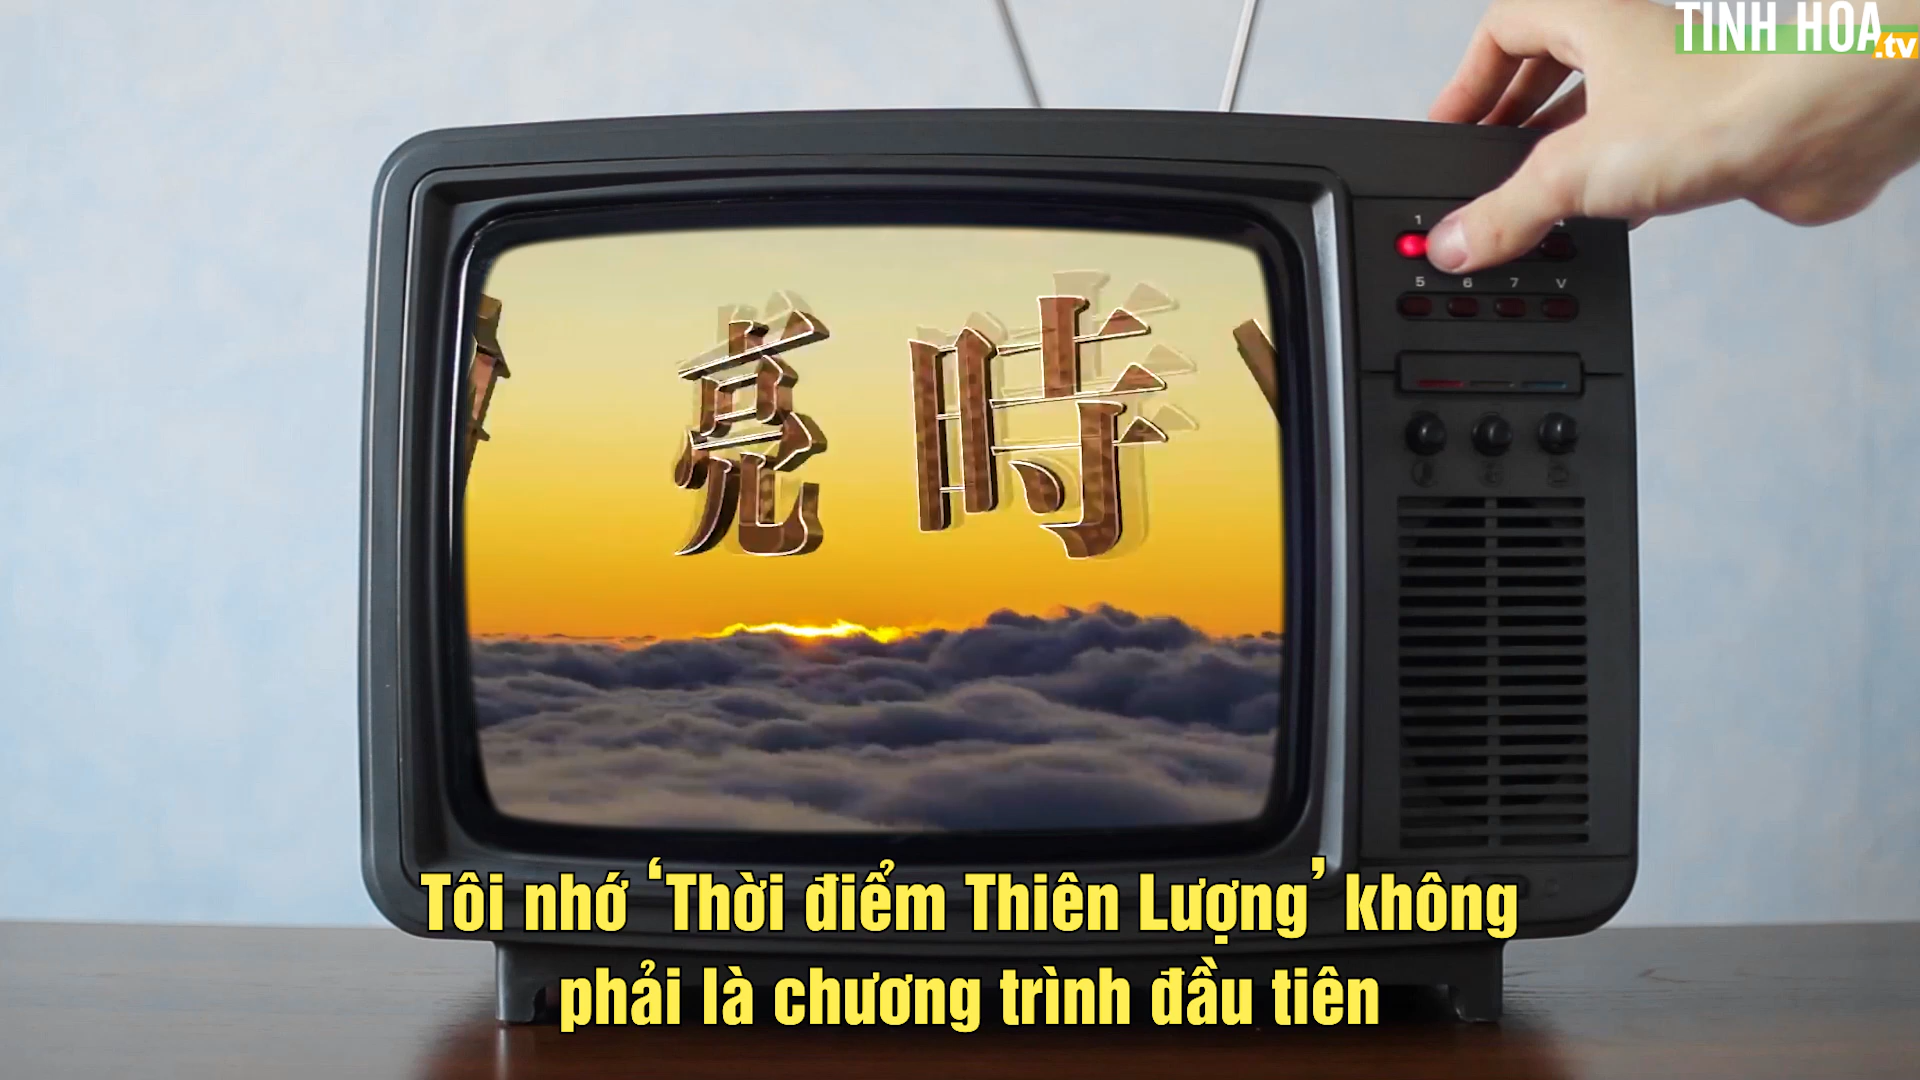 TINH HOA
.tv
亮 時
1
4
5 6 7 V
Tôi nhớ ‘Thời điểm Thiên Lượng’ không
phải là chương trình đầu tiên